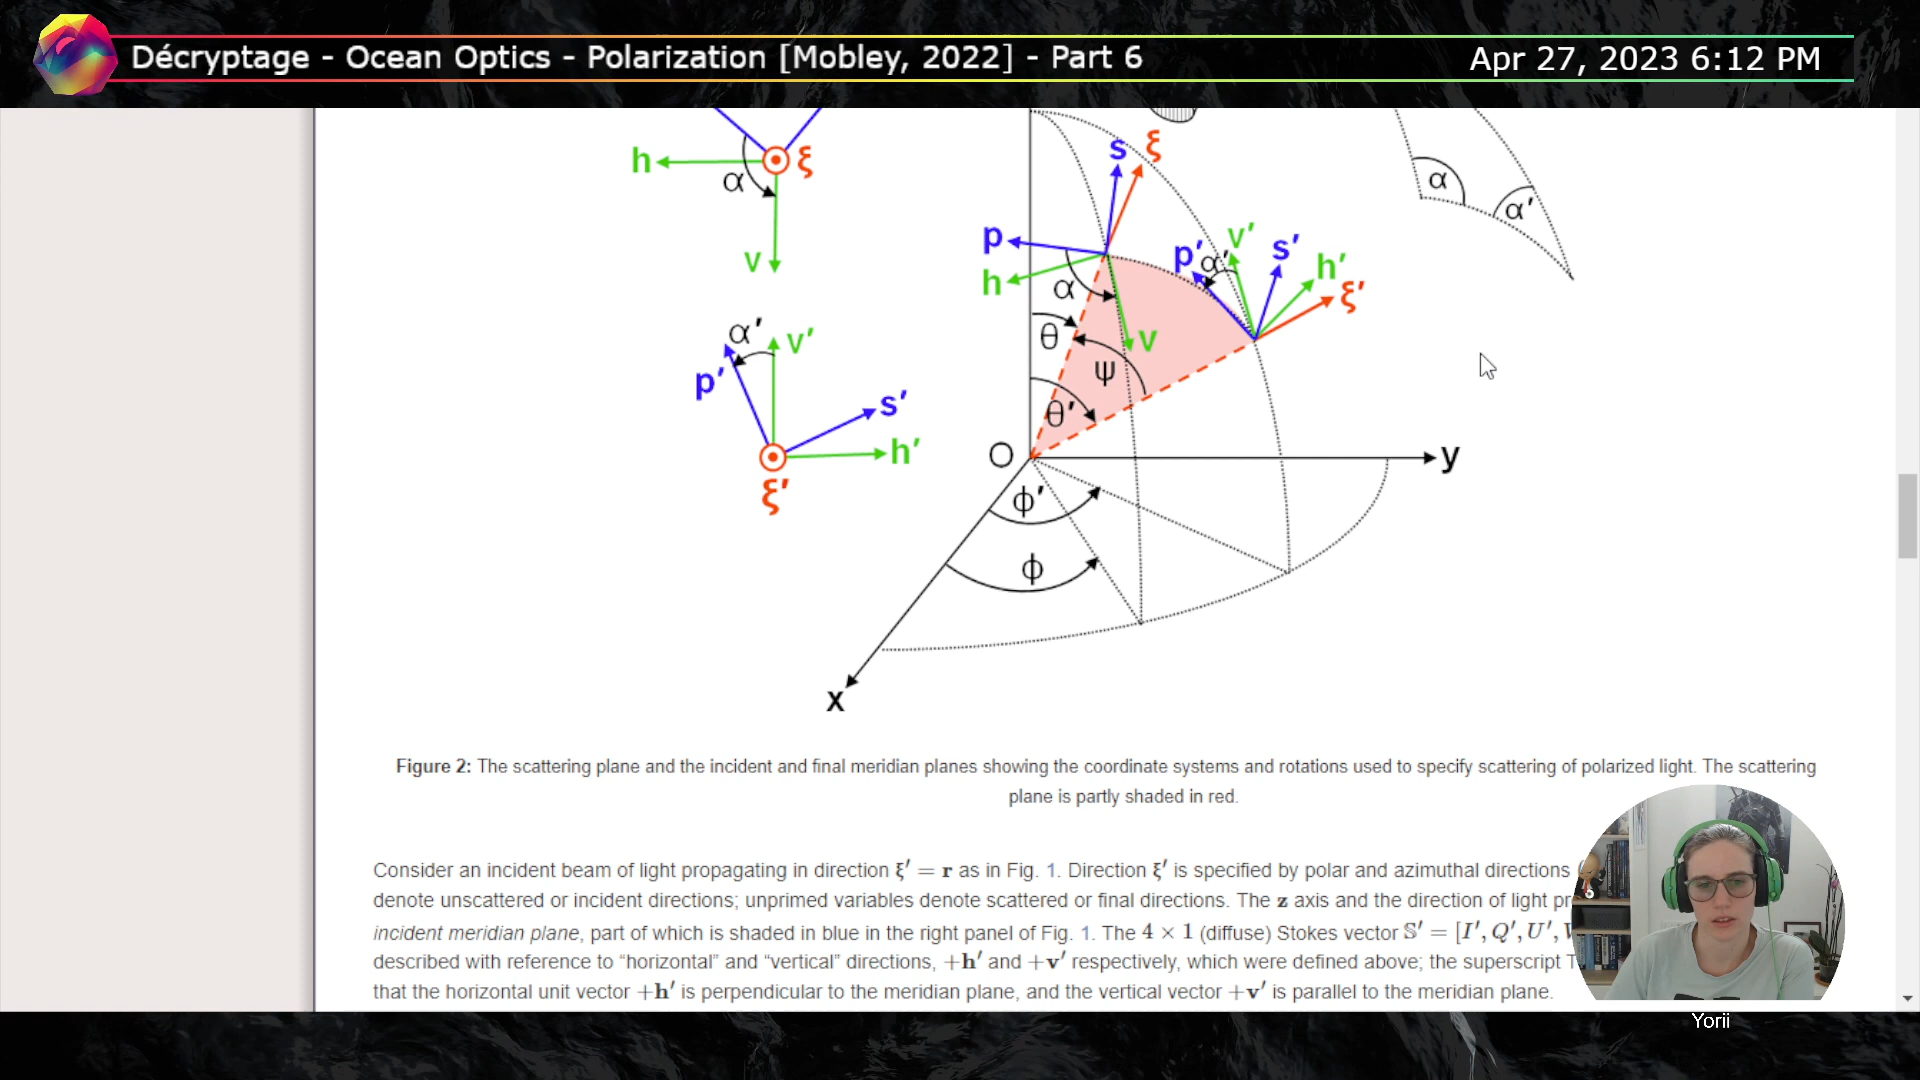 Décryptage - Ocean Optics - Polarization [Mobley, 2022] - Part 6
Apr 27, 2023 6:12 PM
h
ξ
α
v
s
ξ
p
h
α
v
θ
ψ
θ′
p′
α′
v′
s′
h′
ξ′
α
α′
α′
v′
p′
s′
h′
ξ′
O
y
ϕ′
ϕ
x
Figure 2: The scattering plane and the incident and final meridian planes showing the coordinate systems and rotations used to specify scattering of polarized light. The scattering
plane is partly shaded in red.
Consider an incident beam of light propagating in direction ξ′ = r as in Fig. 1. Direction ξ′ is specified by polar and azimuthal directions
denote unscattered or incident directions; unprimed variables denote scattered or final directions. The z axis and the direction of light pr
incident meridian plane, part of which is shaded in blue in the right panel of Fig. 1. The 4 × 1 (diffuse) Stokes vector 𝕊′ = [I′, Q′, U′,
described with reference to “horizontal” and “vertical” directions, +h′ and +v′ respectively, which were defined above; the superscript T
that the horizontal unit vector +h′ is perpendicular to the meridian plane, and the vertical vector +v′ is parallel to the meridian plane.
Yorii